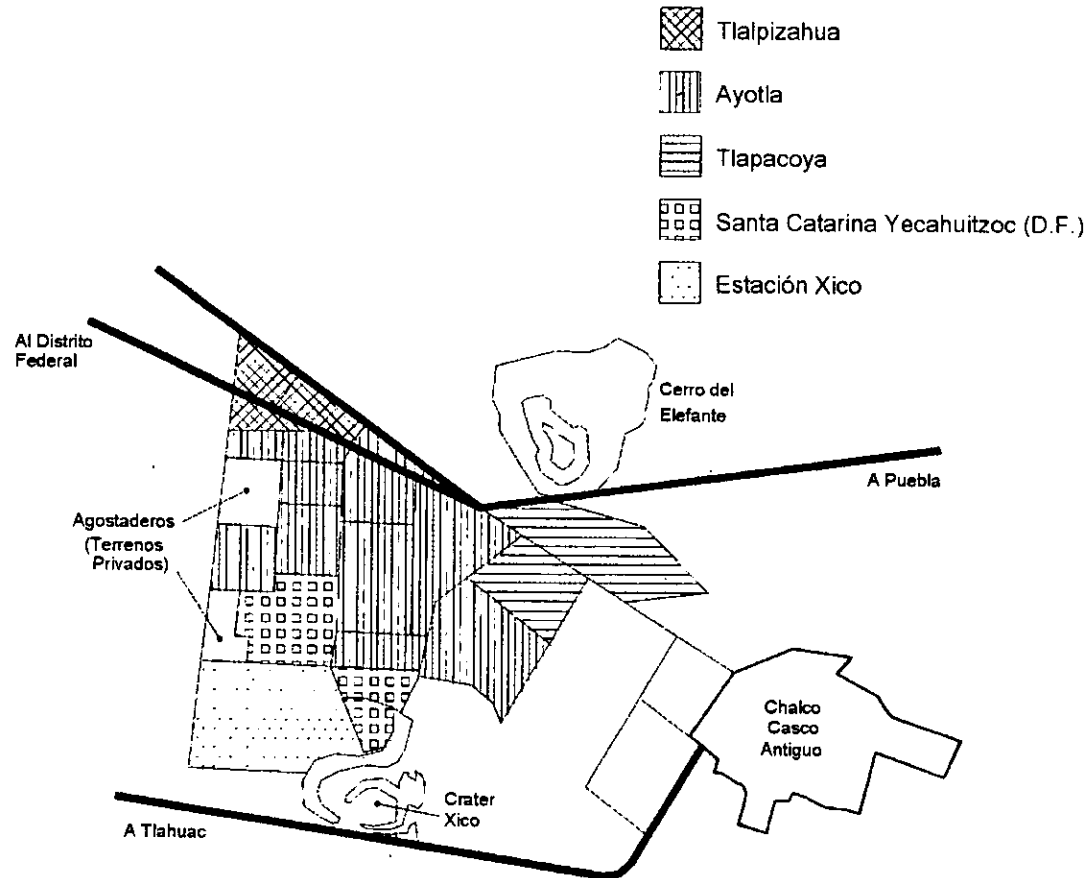 Tlalpizahua
Ayotla
Tlapacoya
Santa Catarina Yecahuitzoc (D.F.)
Estación Xico
Al Distrito
Federal
Cerro del
Elefante
A Puebla
Agostaderos
(Terrenos
Privados)
Chalco
Casco
Antiguo
Crater
Xico
A Tlahuac